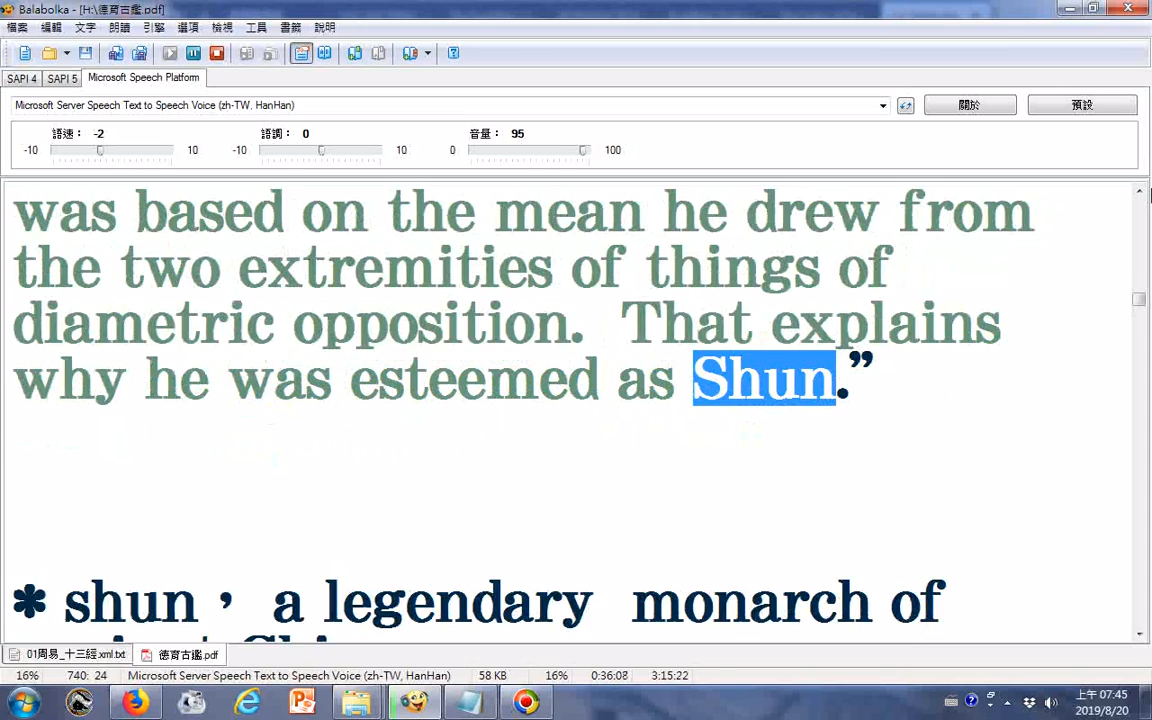 Balabolka - [H:\德育古鑑.pdf]
檔案 編輯 文字 朗讀 引擎 選項 檢視 工具 書籤 說明
SAPI 4 SAPI 5 Microsoft Speech Platform
Microsoft Server Speech Text to Speech Voice (zh-TW, HanHan) 關於 預設
語速： -2 語調： 0 音量： 95
-10 10 -10 10 0 100
was based on the mean he drew from
the two extremities of things of
diametric opposition. That explains
why he was esteemed as Shun.”
* shun， a legendary monarch of
01周易_十三經.xml.txt 德育古鑑.pdf
16% 740: 24 Microsoft Server Speech Text to Speech Voice (zh-TW, HanHan) 58 KB 16% 0:36:08 3:15:22
上午 07:45
2019/8/20